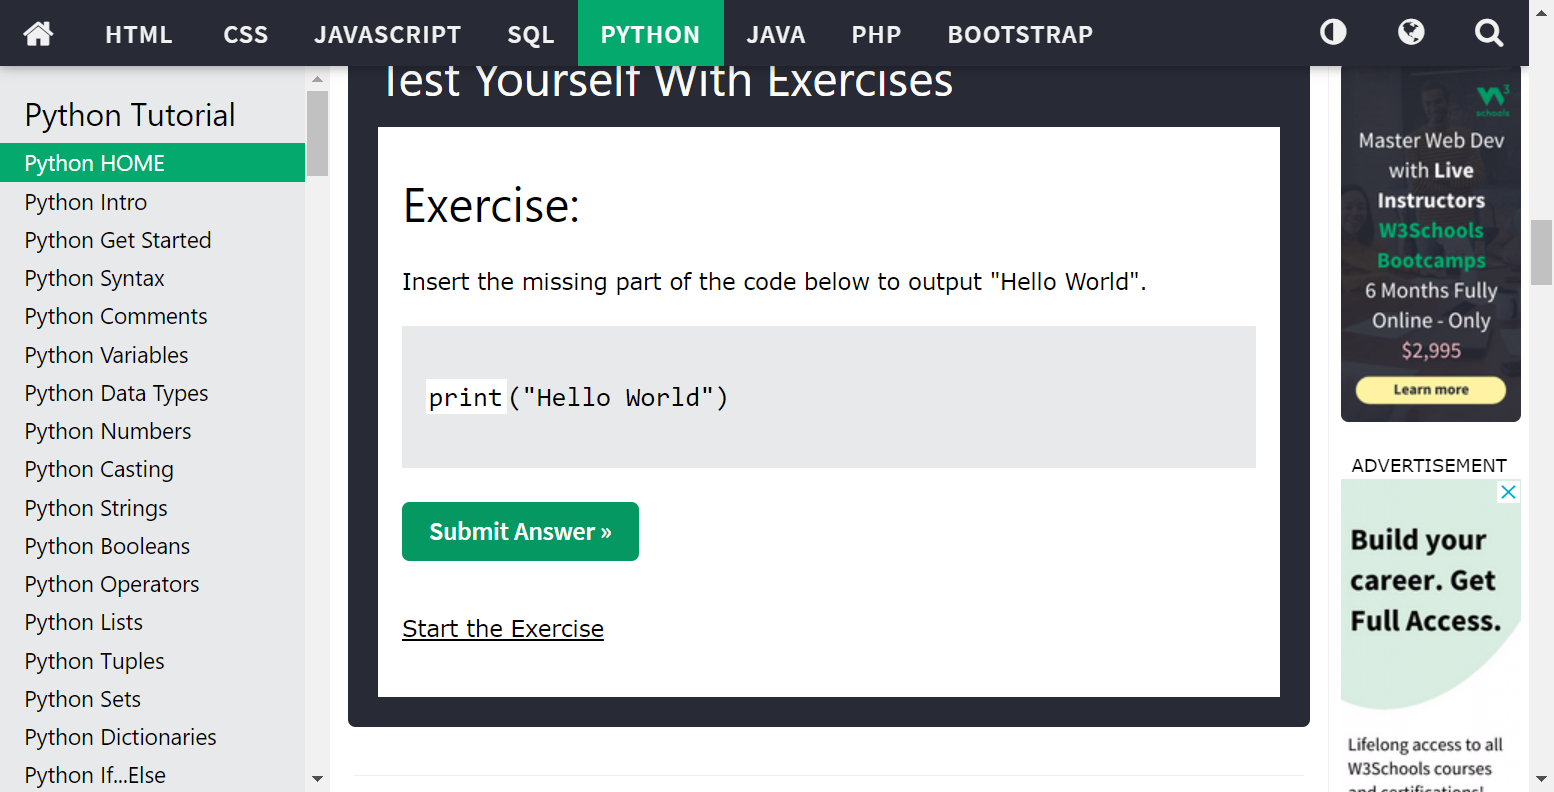 HTML CSS JAVASCRIPT SQL PYTHON JAVA PHP BOOTSTRAP
Python Tutorial
Python HOME
Python Intro
Python Get Started
Python Syntax
Python Comments
Python Variables
Python Data Types
Python Numbers
Python Casting
Python Strings
Python Booleans
Python Operators
Python Lists
Python Tuples
Python Sets
Python Dictionaries
Python If...Else
Test Yourself With Exercises
Exercise:
Insert the missing part of the code below to output "Hello World".
print("Hello World")
Submit Answer »
Start the Exercise
3
schools
Master Web Dev
with Live
Instructors
W3Schools
Bootcamps
6 Months Fully
Online - Only
$2,995
Learn more
ADVERTISEMENT
Build your
career. Get
Full Access.
Lifelong access to all
W3Schools courses
and certifications!